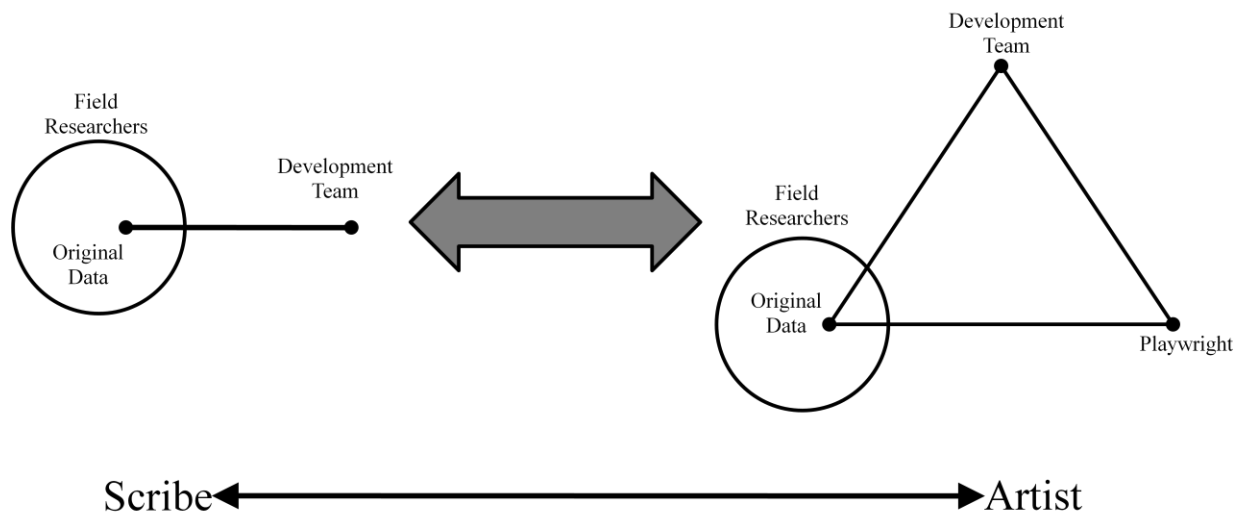 Field
Researchers
Original
Data
Development
Team
Field
Researchers
Original
Data
Development
Team
Playwright
Scribe
Artist